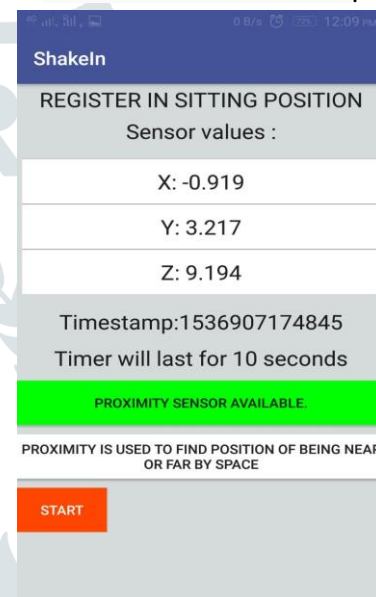 0 B/s 12:09 PM
ShakeIn
REGISTER IN SITTING POSITION
Sensor values :
X: -0.919
Y: 3.217
Z: 9.194
Timestamp:1536907174845
Timer will last for 10 seconds
PROXIMITY SENSOR AVAILABLE.
PROXIMITY IS USED TO FIND POSITION OF BEING NEAR
OR FAR BY SPACE
START